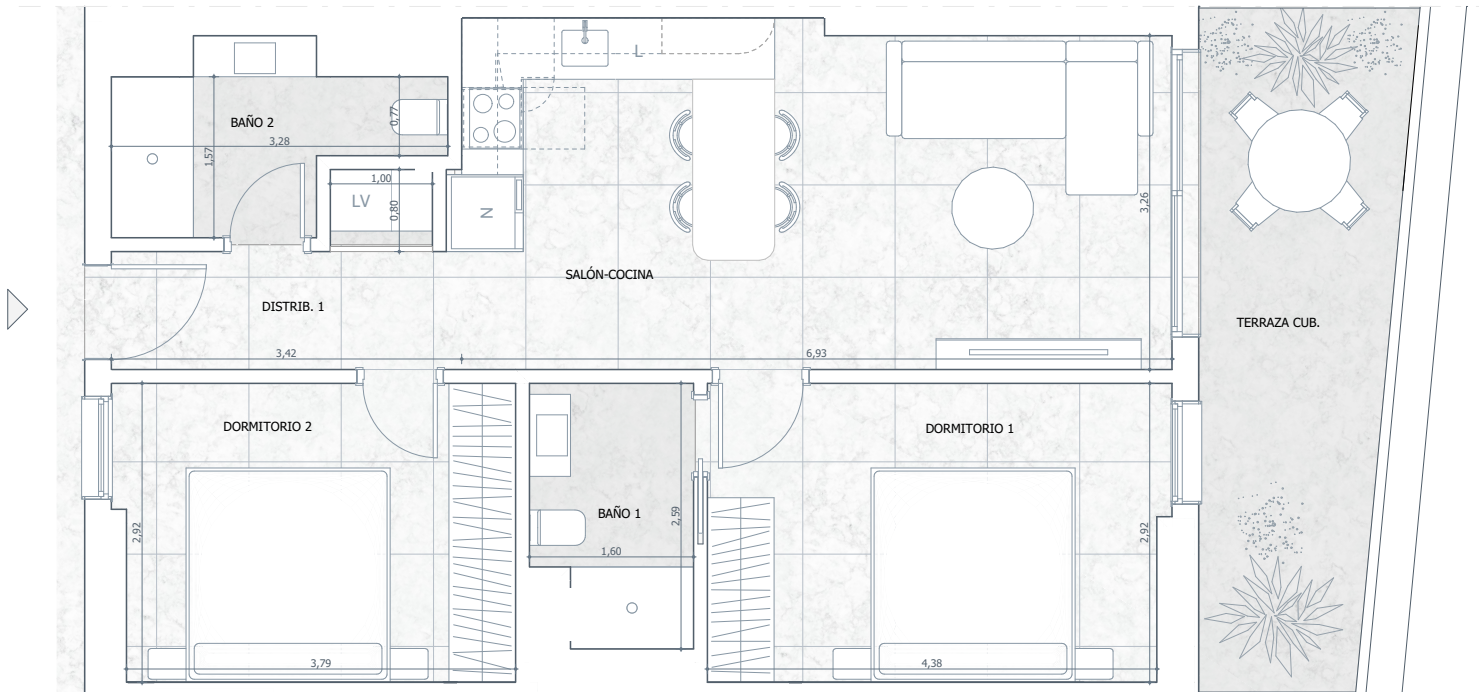 BAÑO 2
3,28
1,57
0,77
1,00
LV
0,80
N
L
SALÓN-COCINA
3,26
DISTRIB. 1
3,42
6,93
TERRAZA CUB.
DORMITORIO 2
2,92
3,79
BAÑO 1
1,60
2,59
DORMITORIO 1
2,92
4,38